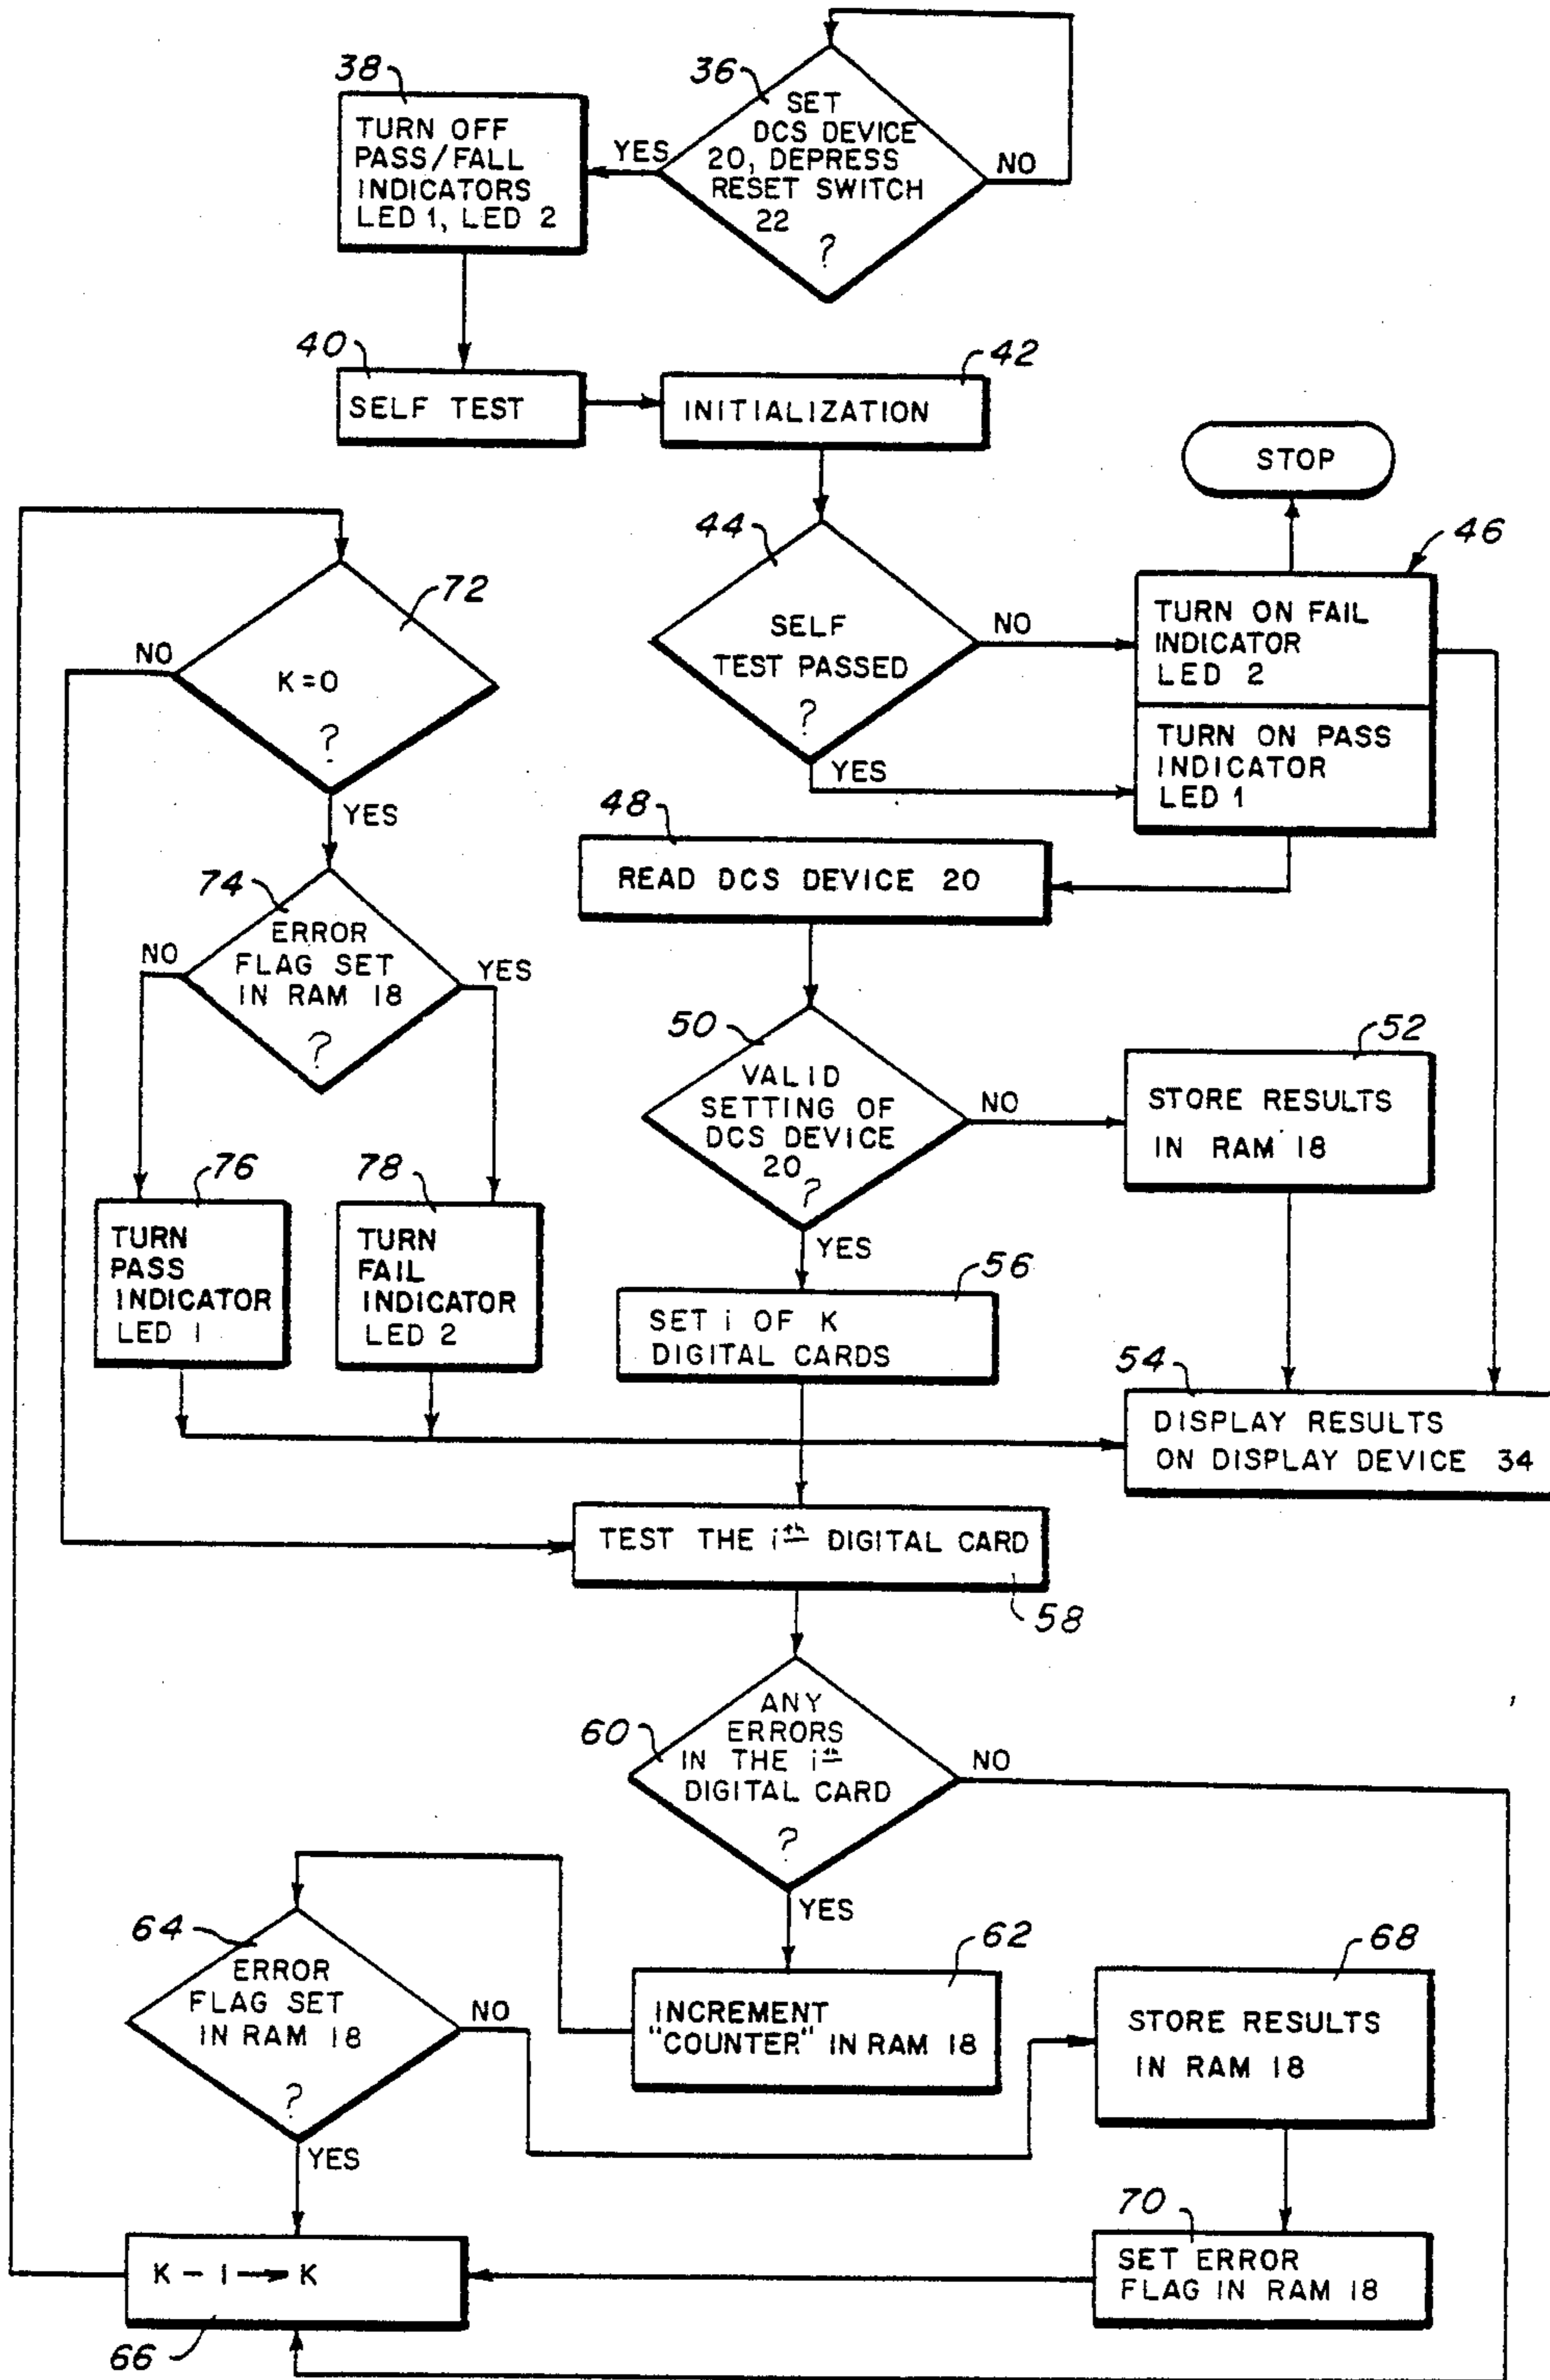 36
SET
DCS DEVICE
20, DEPRESS
RESET SWITCH
22
?
YES
NO
38
TURN OFF
PASS/FALL
INDICATORS
LED 1, LED 2
40
SELF TEST
42
INITIALIZATION
STOP
44
SELF
TEST PASSED
?
NO
YES
46
TURN ON FAIL
INDICATOR
LED 2
TURN ON PASS
INDICATOR
LED 1
72
K=0
?
NO
YES
48
READ DCS DEVICE 20
74
ERROR
FLAG SET
IN RAM 18
?
NO
YES
50
VALID
SETTING OF
DCS DEVICE
20
?
NO
YES
52
STORE RESULTS
IN RAM 18
76
TURN
PASS
INDICATOR
LED 1
78
TURN
FAIL
INDICATOR
LED 2
56
SET i OF K
DIGITAL CARDS
54
DISPLAY RESULTS
ON DISPLAY DEVICE 34
TEST THE ith DIGITAL CARD
58
60
ANY
ERRORS
IN THE ith
DIGITAL CARD
?
NO
YES
64
ERROR
FLAG SET
IN RAM 18
?
NO
YES
62
INCREMENT
"COUNTER" IN RAM 18
68
STORE RESULTS
IN RAM 18
70
SET ERROR
FLAG IN RAM 18
K - 1 → K
66